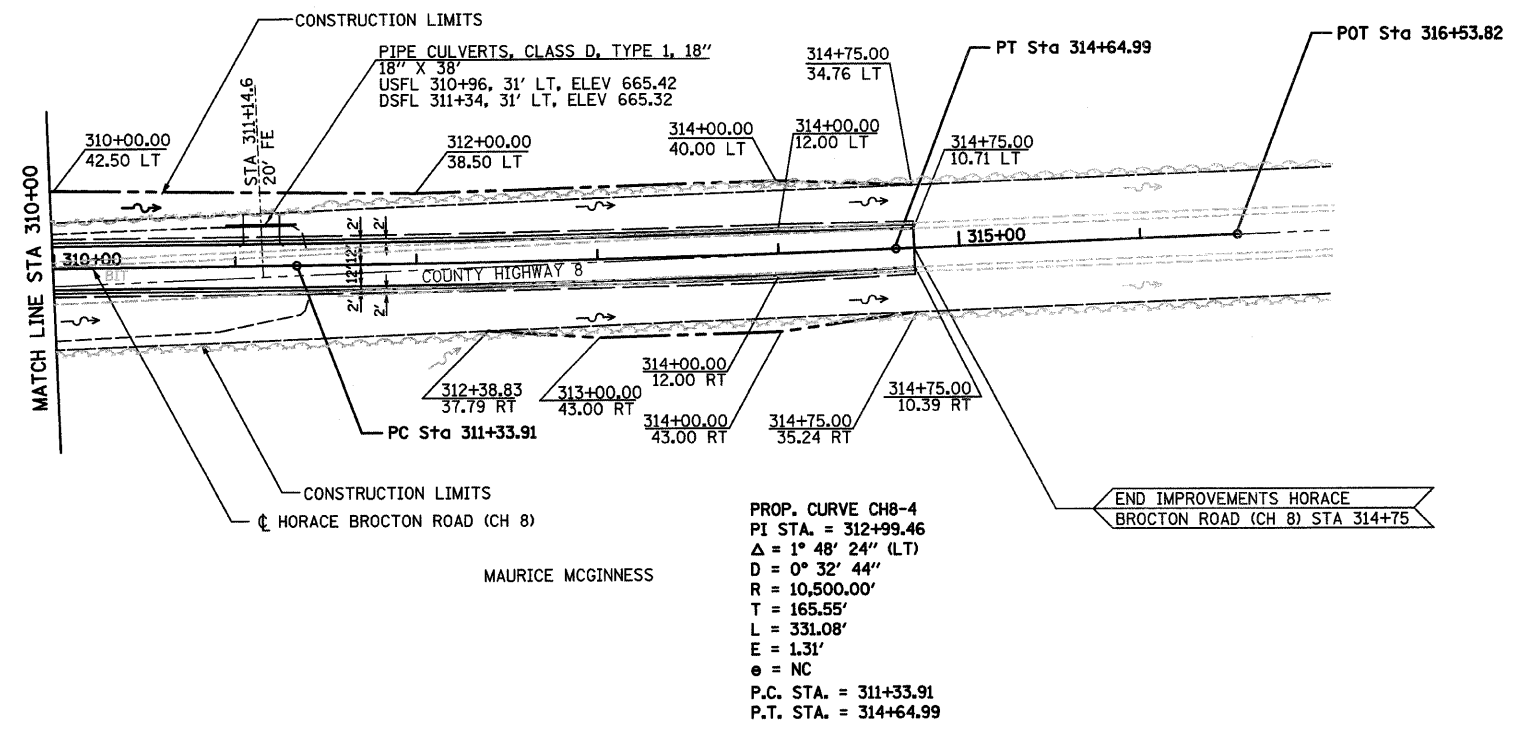 CONSTRUCTION LIMITS
PIPE CULVERTS, CLASS D, TYPE 1, 18"
18" X 38'
USFL 310+96, 31' LT, ELEV 665.42
DSFL 311+34, 31' LT, ELEV 665.32
314+75.00
34.76 LT
PT Sta 314+64.99
POT Sta 316+53.82
MATCH LINE STA 310+00
310+00.00
42.50 LT
STA 311+14.6
20' FE
312+00.00
38.50 LT
314+00.00
40.00 LT
314+00.00
12.00 LT
314+75.00
10.71 LT
2'
2'
12'
12'
2'
2'
310+00
BIT
COUNTY HIGHWAY 8
315+00
312+38.83
37.79 RT
313+00.00
43.00 RT
314+00.00
12.00 RT
314+00.00
43.00 RT
314+75.00
35.24 RT
314+75.00
10.39 RT
PC Sta 311+33.91
CONSTRUCTION LIMITS
℄ HORACE BROCTON ROAD (CH 8)
END IMPROVEMENTS HORACE
BROCTON ROAD (CH 8) STA 314+75
MAURICE MCGINNESS
PROP. CURVE CH8-4
PI STA. = 312+99.46
Δ = 1° 48' 24" (LT)
D = 0° 32' 44"
R = 10,500.00'
T = 165.55'
L = 331.08'
E = 1.31'
e = NC
P.C. STA. = 311+33.91
P.T. STA. = 314+64.99